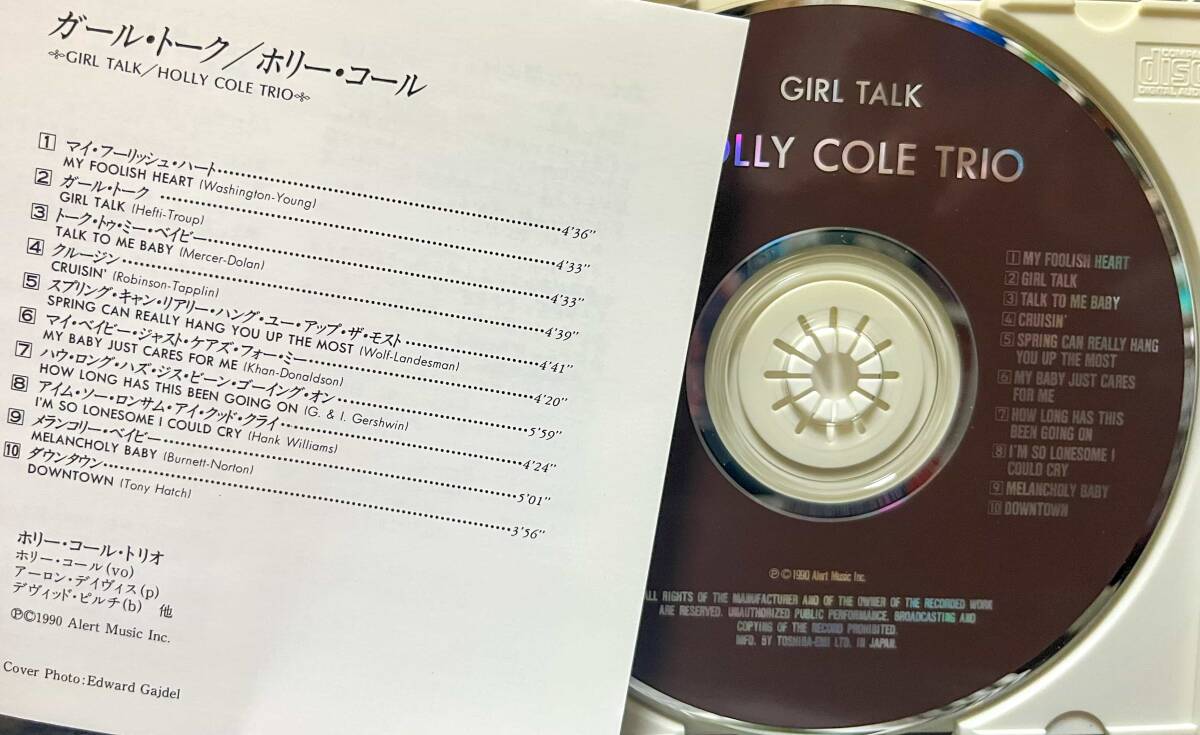 ガール・トーク/ホリー・コール
GIRL TALK/HOLLY COLE TRIO
1 マイ・フーリッシュ・ハート 4'36"
MY FOOLISH HEART (Washington-Young)
2 ガール・トーク 4'33"
GIRL TALK (Hefti-Troup)
3 トーク・トゥ・ミー・ベイビー 4'33"
TALK TO ME BABY (Mercer-Dolan)
4 クルージン 4'39"
CRUISIN' (Robinson-Tapplin)
5 スプリング・キャン・リアリー・ハング・ユー・アップ・ザ・モスト 4'41"
SPRING CAN REALLY HANG YOU UP THE MOST (Wolf-Landesman)
6 マイ・ベイビー・ジャスト・ケアズ・フォー・ミー 4'20"
MY BABY JUST CARES FOR ME (Khan-Donaldson)
7 ハウ・ロング・ハズ・ジス・ビーン・ゴーイング・オン 5'59"
HOW LONG HAS THIS BEEN GOING ON (G. & I. Gershwin)
8 アイム・ソー・ロンサム・アイ・クッド・クライ 4'24"
I'M SO LONESOME I COULD CRY (Hank Williams)
9 メランコリー・ベイビー 5'01"
MELANCHOLY BABY (Burnett-Norton)
10 ダウンタウン 3'56"
DOWNTOWN (Tony Hatch)
ホリー・コール・トリオ
ホリー・コール(vo)
アーロン・デイヴィス(p)
デヴィッド・ピルチ(b) 他
℗©1990 Alert Music Inc.
Cover Photo:Edward Gajdel
GIRL TALK
OLLY COLE TRIO
1 MY FOOLISH HEART
2 GIRL TALK
3 TALK TO ME BABY
4 CRUISIN'
5 SPRING CAN REALLY HANG
YOU UP THE MOST
6 MY BABY JUST CARES
FOR ME
7 HOW LONG HAS THIS
BEEN GOING ON
8 I'M SO LONESOME I
COULD CRY
9 MELANCHOLY BABY
10 DOWNTOWN
℗©1990 Alert Music Inc.
ALL RIGHTS OF THE MANUFACTURER AND OF THE OWNER OF THE RECORDED WORK
ARE RESERVED. UNAUTHORIZED PUBLIC PERFORMANCE, BROADCASTING AND
COPYING OF THE RECORD PROHIBITED.
MFD. BY TOSHIBA-EMI LTD. IN JAPAN.
COMPA
disc
DIGITAL AUD